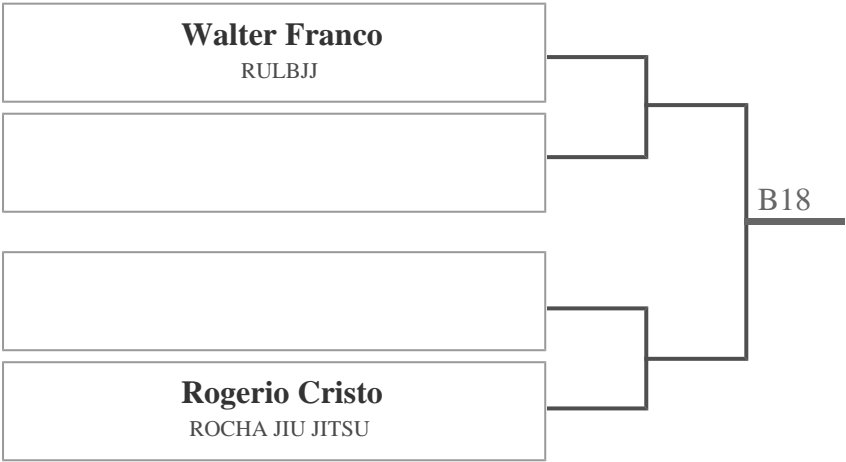 Walter Franco
RULBJJ
B18
Rogerio Cristo
ROCHA JIU JITSU